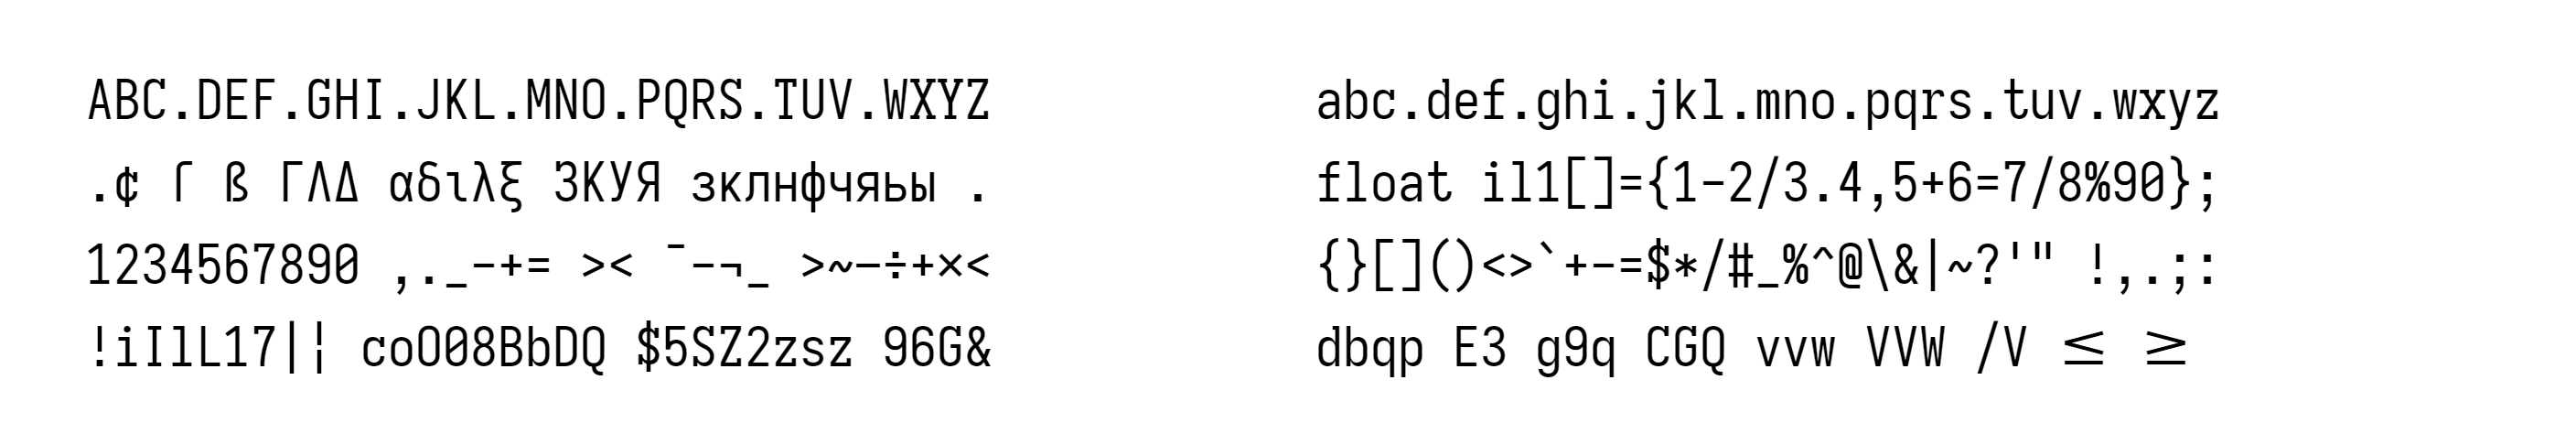 ABC.DEF.GHI.JKL.MNO.PQRS.TUV.WXYZ
abc.def.ghi.jkl.mno.pqrs.tuv.wxyz
.¢ ſ ß ΓΛΔ αδιλξ ЗКУЯ зклнфчяьы .
float il1[]={1-2/3.4,5+6=7/8%90};
1234567890 ,._-+= >< ¯-¬_ >~–÷+×<
{}[]()<>`+-=$*/#_%^@\&|~?'" !,.;:
!iIlL17|¦ coO08BbDQ $5SZ2zsz 96G&
dbqp E3 g9q CGQ vvw VVW /V ≤ ≥